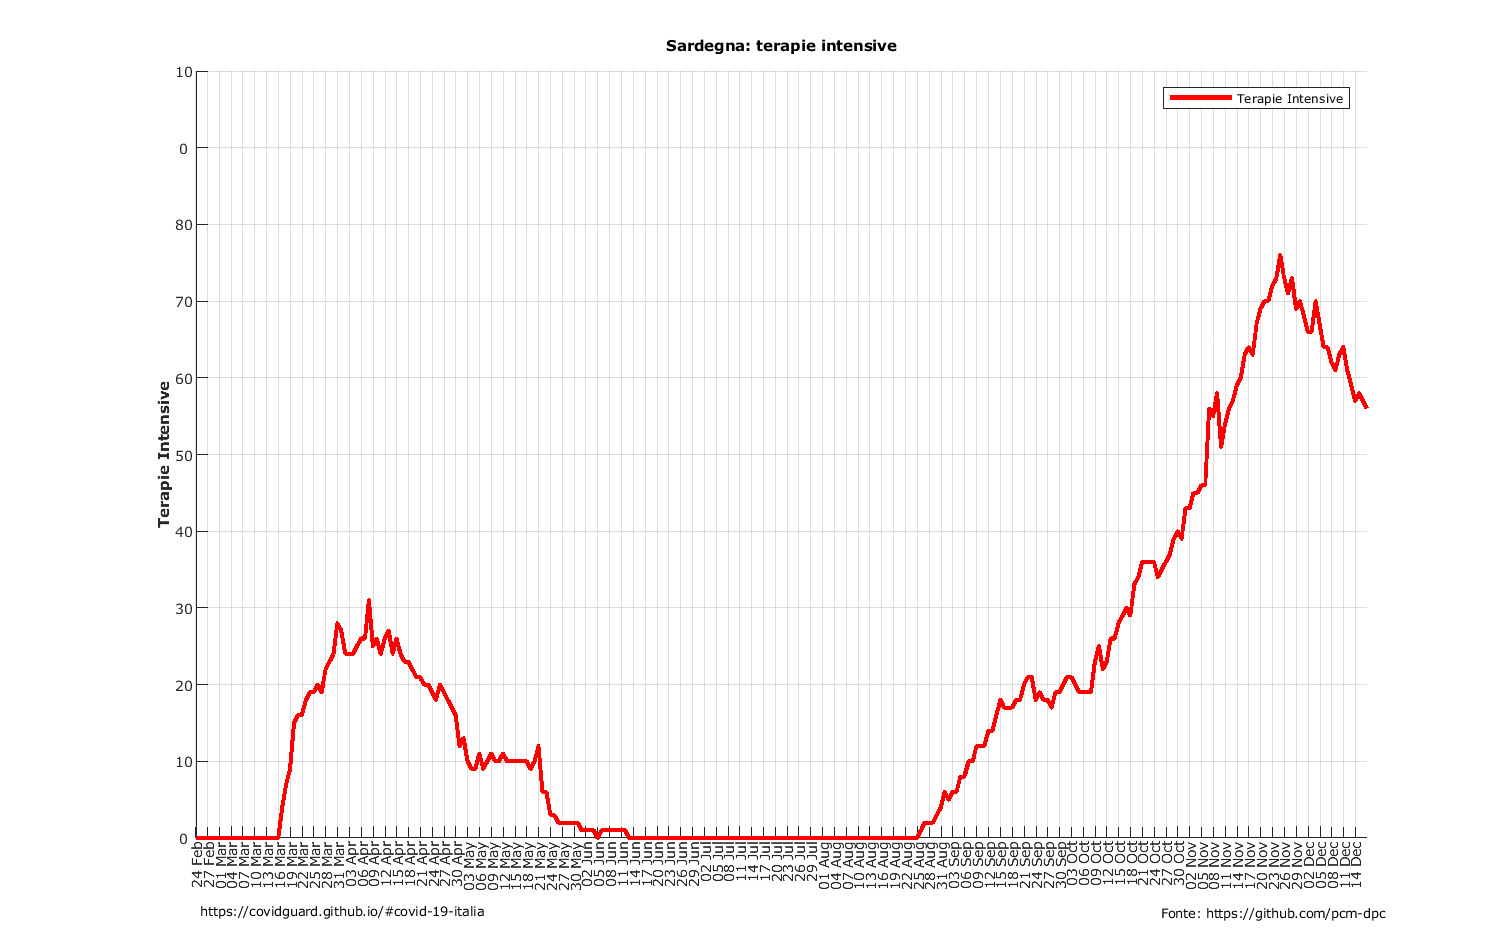 Sardegna: terapie intensive
Terapie Intensive
Terapie Intensive
10
0
80
70
60
50
40
30
20
10
0
24 Feb
27 Feb
01 Mar
04 Mar
07 Mar
10 Mar
13 Mar
16 Mar
19 Mar
22 Mar
25 Mar
28 Mar
31 Mar
03 Apr
06 Apr
09 Apr
12 Apr
15 Apr
18 Apr
21 Apr
24 Apr
27 Apr
30 Apr
03 May
06 May
09 May
12 May
15 May
18 May
21 May
24 May
27 May
30 May
02 Jun
05 Jun
08 Jun
11 Jun
14 Jun
17 Jun
20 Jun
23 Jun
26 Jun
29 Jun
02 Jul
05 Jul
08 Jul
11 Jul
14 Jul
17 Jul
20 Jul
23 Jul
26 Jul
29 Jul
01 Aug
04 Aug
07 Aug
10 Aug
13 Aug
16 Aug
19 Aug
22 Aug
25 Aug
28 Aug
31 Aug
03 Sep
06 Sep
09 Sep
12 Sep
15 Sep
18 Sep
21 Sep
24 Sep
27 Sep
30 Sep
03 Oct
06 Oct
09 Oct
12 Oct
15 Oct
18 Oct
21 Oct
24 Oct
27 Oct
30 Oct
02 Nov
05 Nov
08 Nov
11 Nov
14 Nov
17 Nov
20 Nov
23 Nov
26 Nov
29 Nov
02 Dec
05 Dec
08 Dec
11 Dec
14 Dec
https://covidguard.github.io/#covid-19-italia
Fonte: https://github.com/pcm-dpc